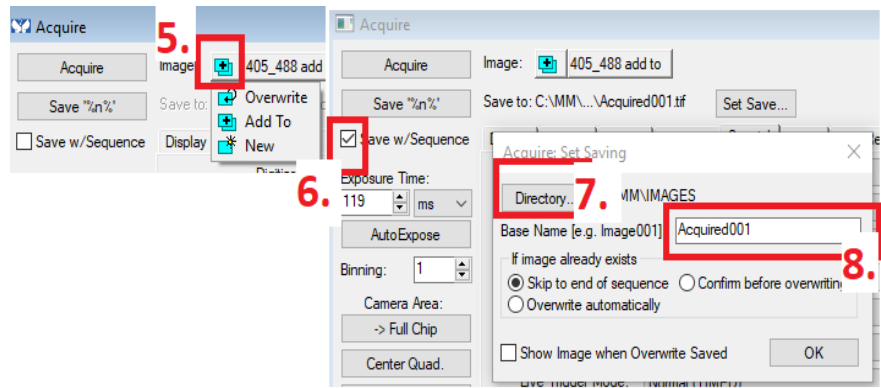 Acquire
5.
Acquire
Image:
405_488 add
Save '%n%'
Save to:
Overwrite
Add To
New
Save w/Sequence
Display
6.
Acquire
Acquire
Image:
405_488 add to
Save '%n%'
Save to: C:\MM\...\Acquired001.tif
Set Save...
Save w/Sequence
Exposure Time:
119
ms
AutoExpose
Binning:
1
Camera Area:
-> Full Chip
Center Quad.
Acquire: Set Saving
Directory..
7.
MM\IMAGES
Base Name [e.g. Image001]
Acquired001
8.
If image already exists
Skip to end of sequence
Confirm before overwriting
Overwrite automatically
Show Image when Overwrite Saved
OK